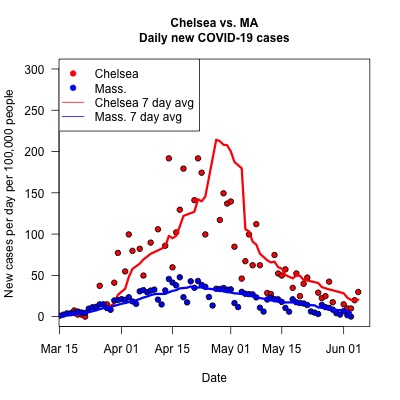 Chelsea vs. MA
Daily new COVID-19 cases
New cases per day per 100,000 people
300
250
200
150
100
50
0
Chelsea
Mass.
Chelsea 7 day avg
Mass. 7 day avg
Mar 15
Apr 01
Apr 15
May 01
May 15
Jun 01
Date